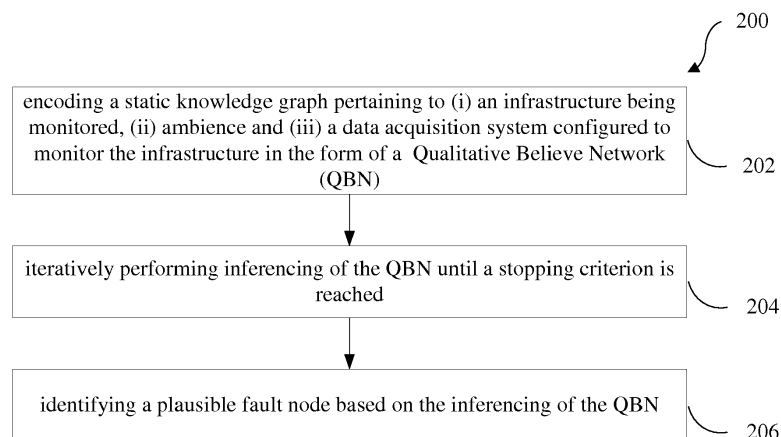 200
encoding a static knowledge graph pertaining to (i) an infrastructure being
monitored, (ii) ambience and (iii) a data acquisition system configured to
monitor the infrastructure in the form of a Qualitative Believe Network
(QBN)
202
iteratively performing inferencing of the QBN until a stopping criterion is
reached
204
identifying a plausible fault node based on the inferencing of the QBN
206